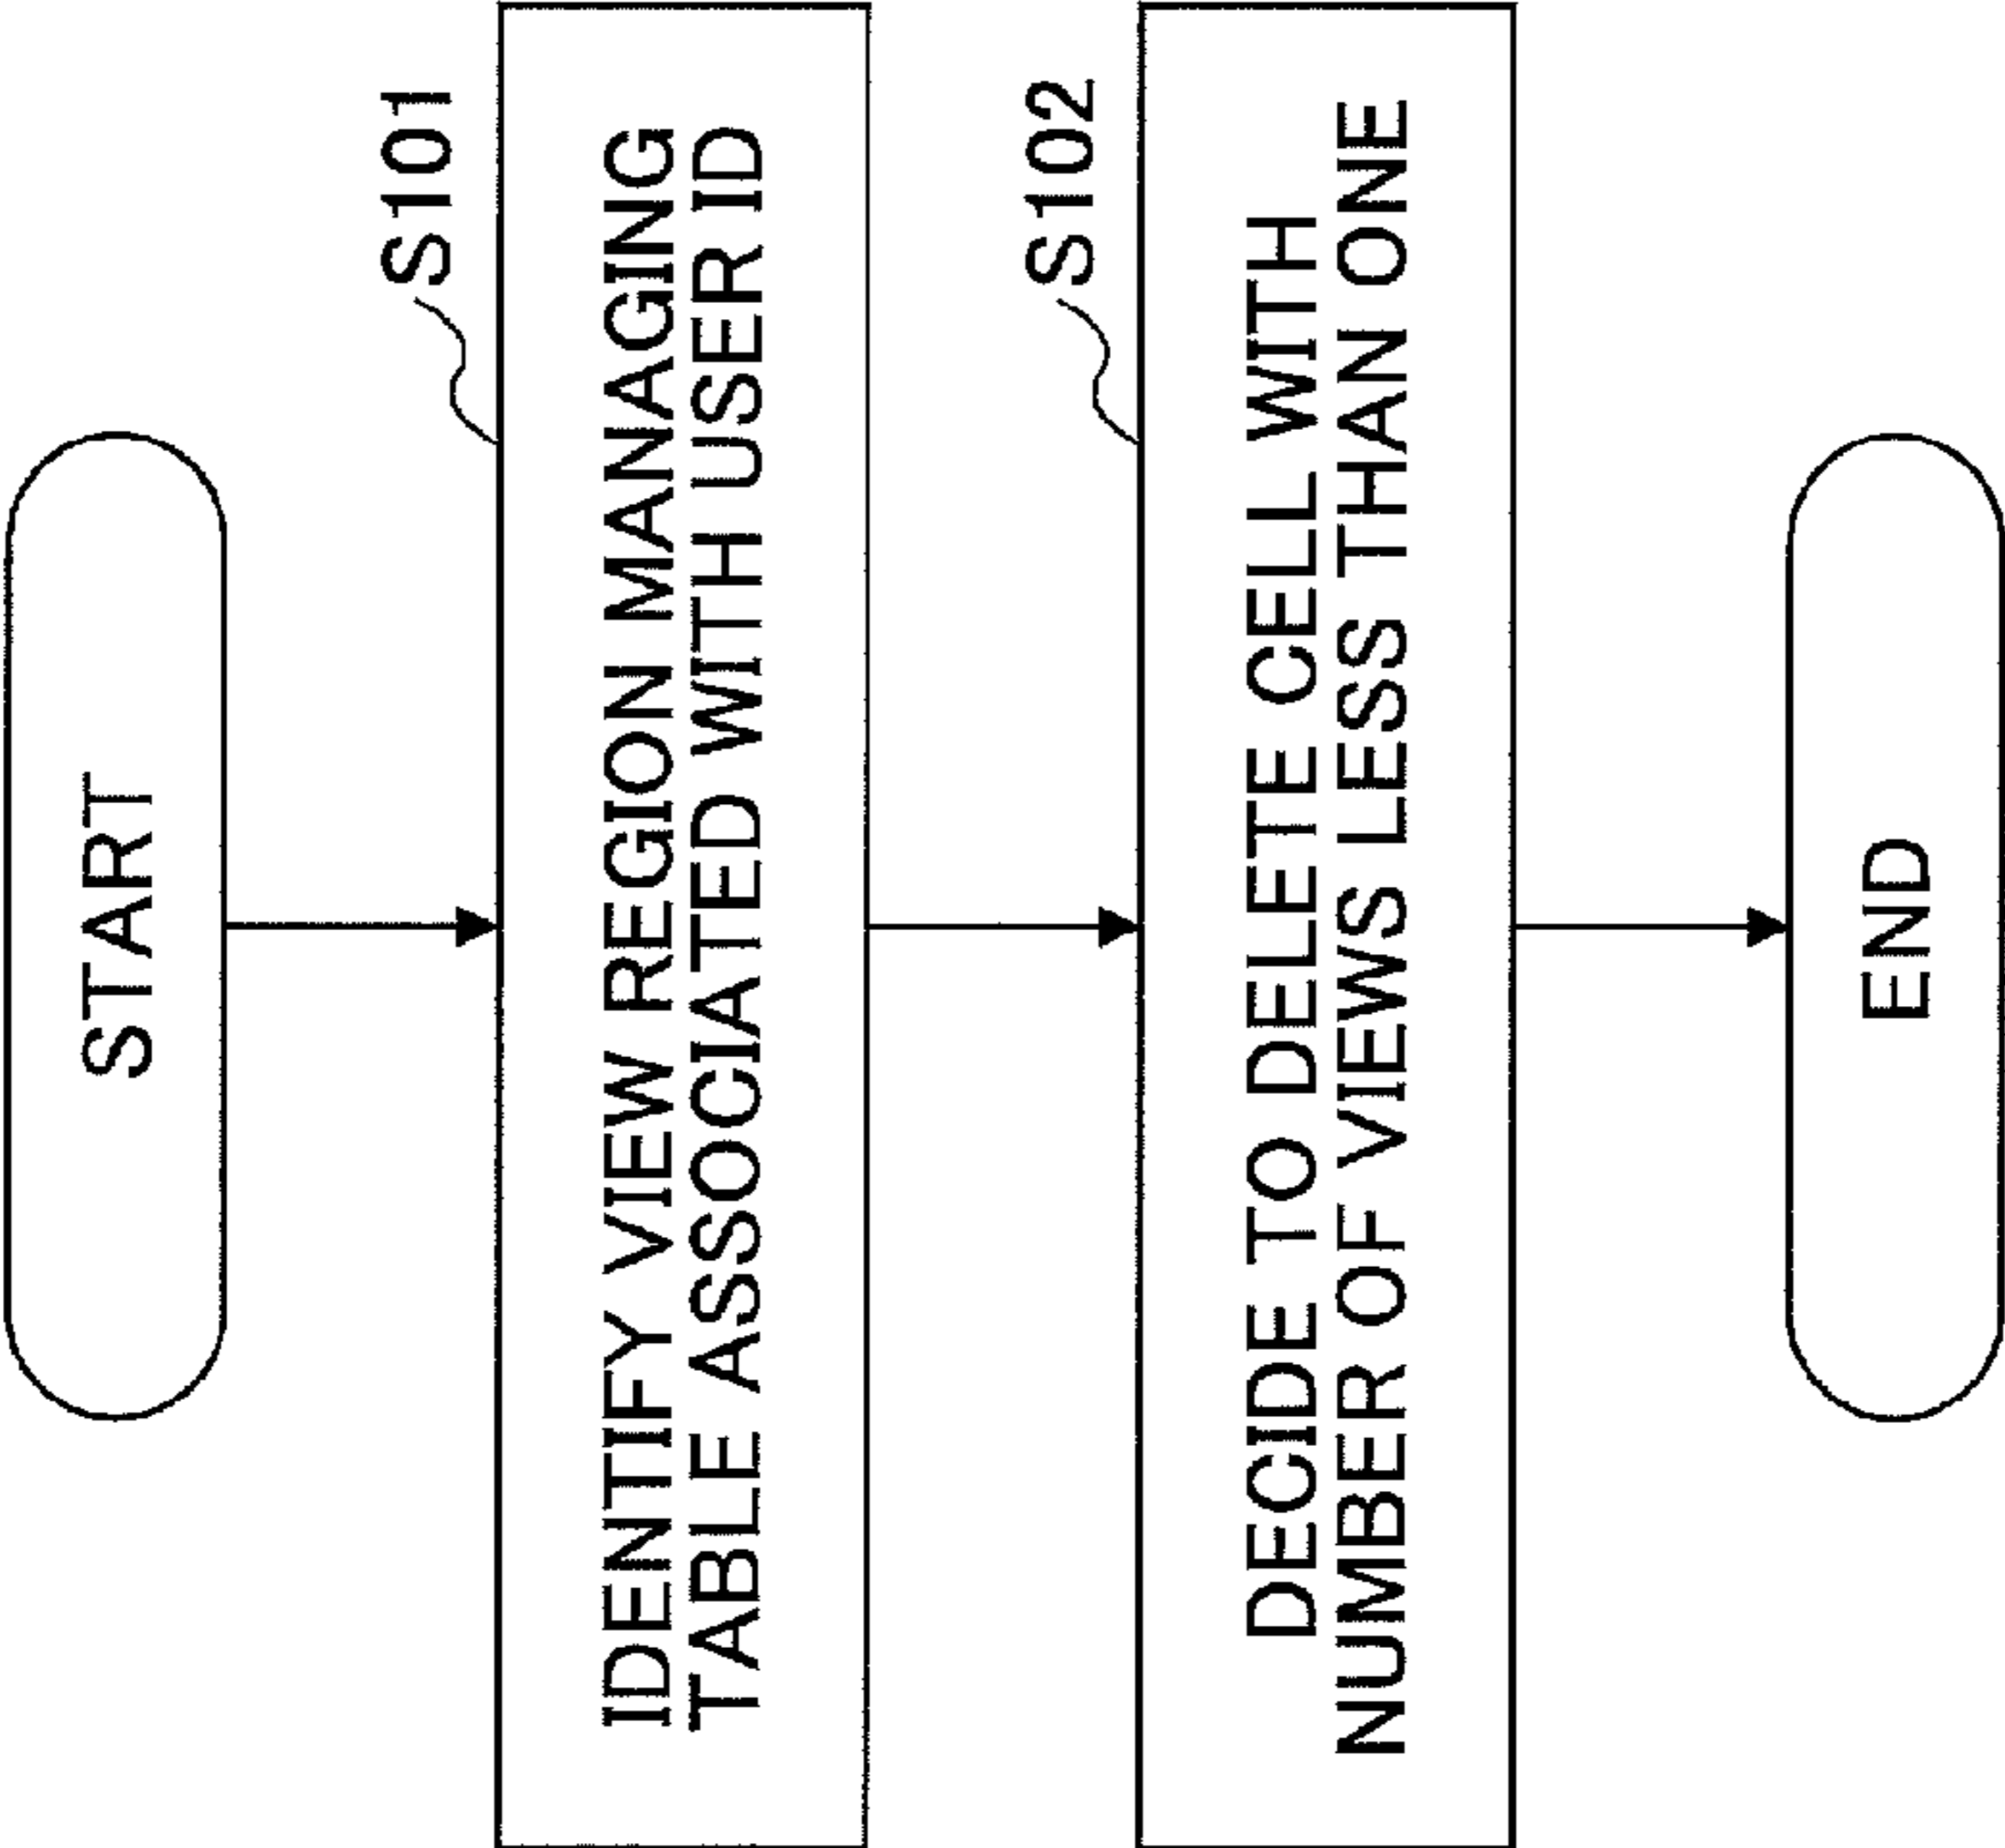 START
S101
IDENTIFY VIEW REGION MANAGING
TABLE ASSOCIATED WITH USER ID
S102
DECIDE TO DELETE CELL WITH
NUMBER OF VIEWS LESS THAN ONE
END